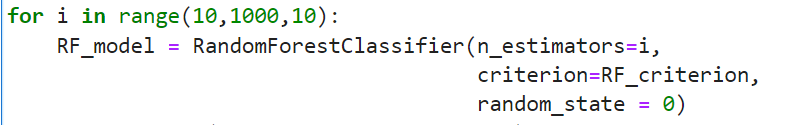 for i in range(10,1000,10):
    RF_model = RandomForestClassifier(n_estimators=i,
                                      criterion=RF_criterion,
                                      random_state = 0)